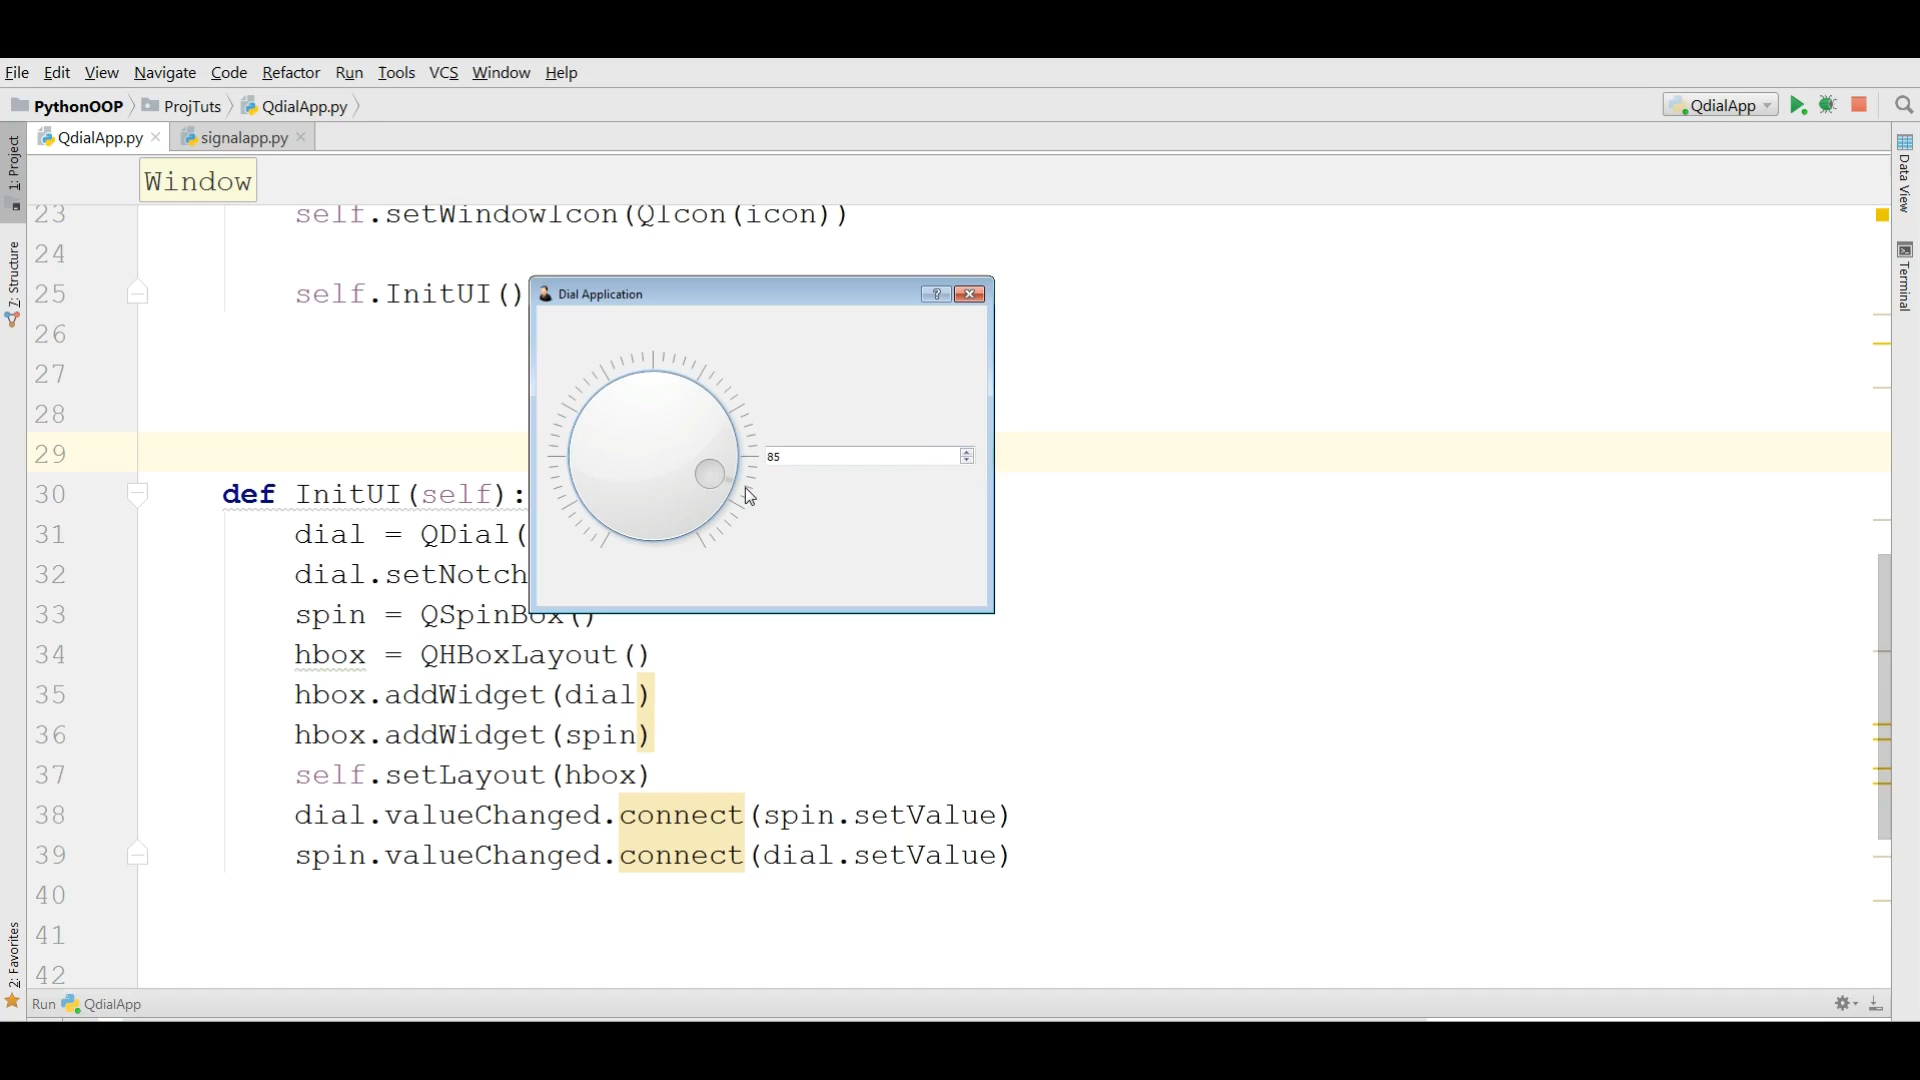 File Edit View Navigate Code Refactor Run Tools VCS Window Help
PythonOOP ProjTuts QdialApp.py QdialApp
QdialApp.py signalapp.py
Window
1: Project
7: Structure
2: Favorites
Data View
Terminal
23 self.setWindowIcon(QIcon(icon))
24
25 self.InitUI()
26
27
28
29
30 def InitUI(self):
31 dial = QDial(
32 dial.setNotch
33 spin = QSpinBox()
34 hbox = QHBoxLayout()
35 hbox.addWidget(dial)
36 hbox.addWidget(spin)
37 self.setLayout(hbox)
38 dial.valueChanged.connect(spin.setValue)
39 spin.valueChanged.connect(dial.setValue)
40
41
42
Dial Application ?
85
Run QdialApp